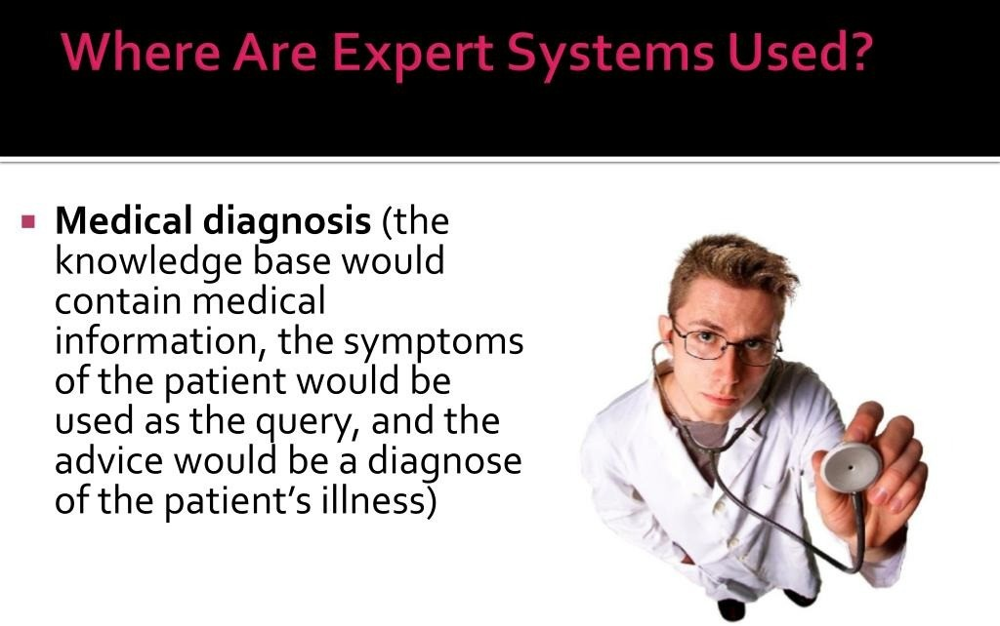 Where Are Expert Systems Used?
Medical diagnosis (the
knowledge base would
contain medical
information, the symptoms
of the patient would be
used as the query, and the
advice would be a diagnose
of the patient’s illness)